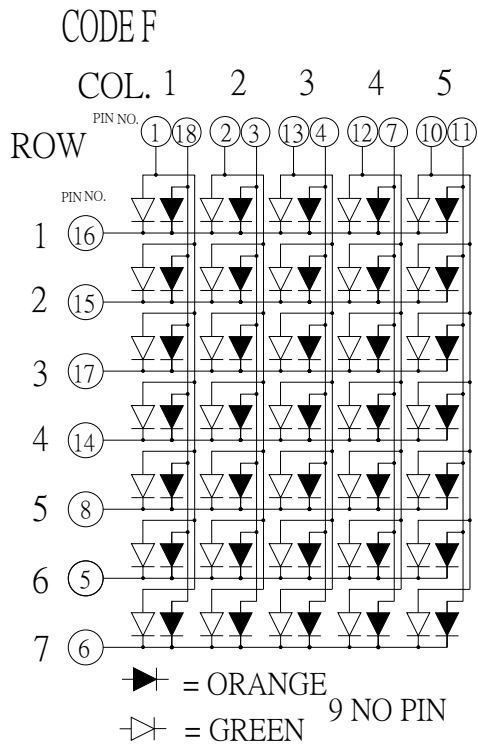 CODE F
COL. 1 2 3 4 5
PIN NO. 1 18 2 3 13 4 12 7 10 11
ROW
PIN NO.
1 16
2 15
3 17
4 14
5 8
6 5
7 6
= ORANGE
9 NO PIN
= GREEN